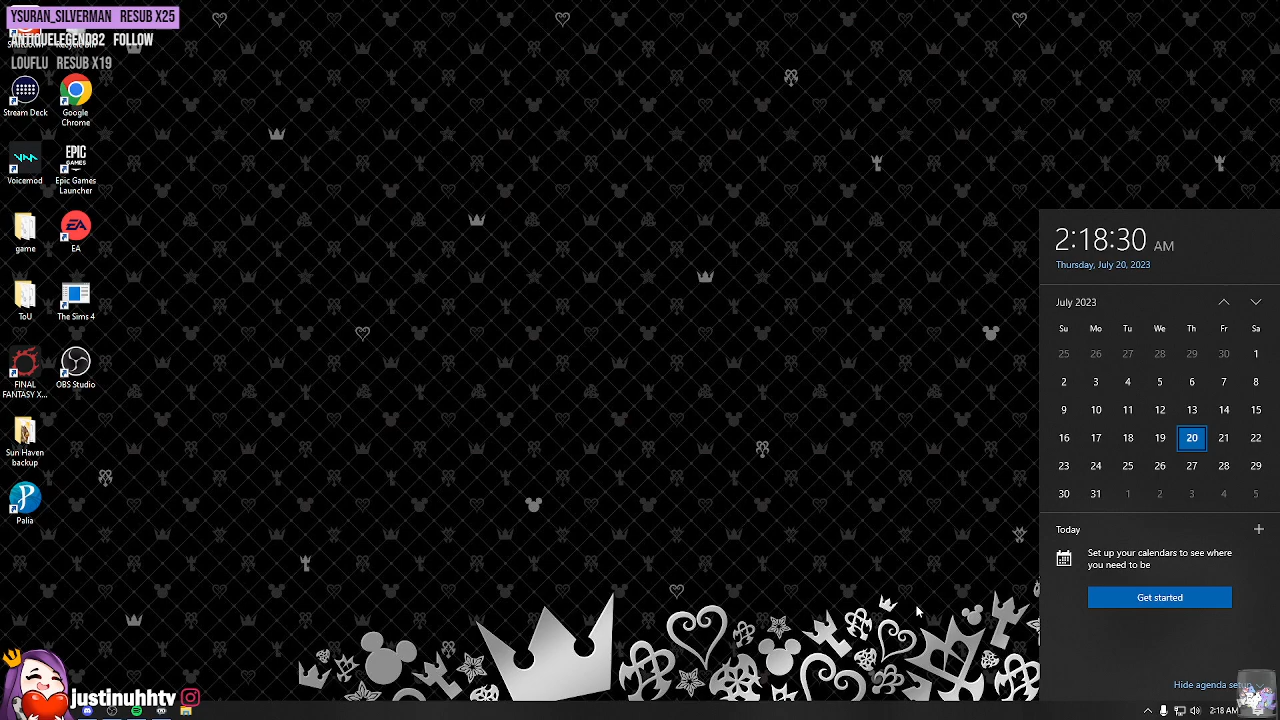 YSURAN_SILVERMAN RESUB X25
ANTIQUELEGEND82 FOLLOW
LOUFLU RESUB X19
Stream Deck
Google Chrome
Voicemod
EPIC GAMES
Epic Games Launcher
game
EA
EA
ToU
The Sims 4
FINAL FANTASY X...
OBS Studio
Sun Haven backup
Palia
2:18:30 AM
Thursday, July 20, 2023
July 2023
Su Mo Tu We Th Fr Sa
25 26 27 28 29 30 1
2 3 4 5 6 7 8
9 10 11 12 13 14 15
16 17 18 19 20 21 22
23 24 25 26 27 28 29
30 31 1 2 3 4 5
Today
Set up your calendars to see where
you need to be
Get started
Hide agenda
justinuhhtv
2:18 AM